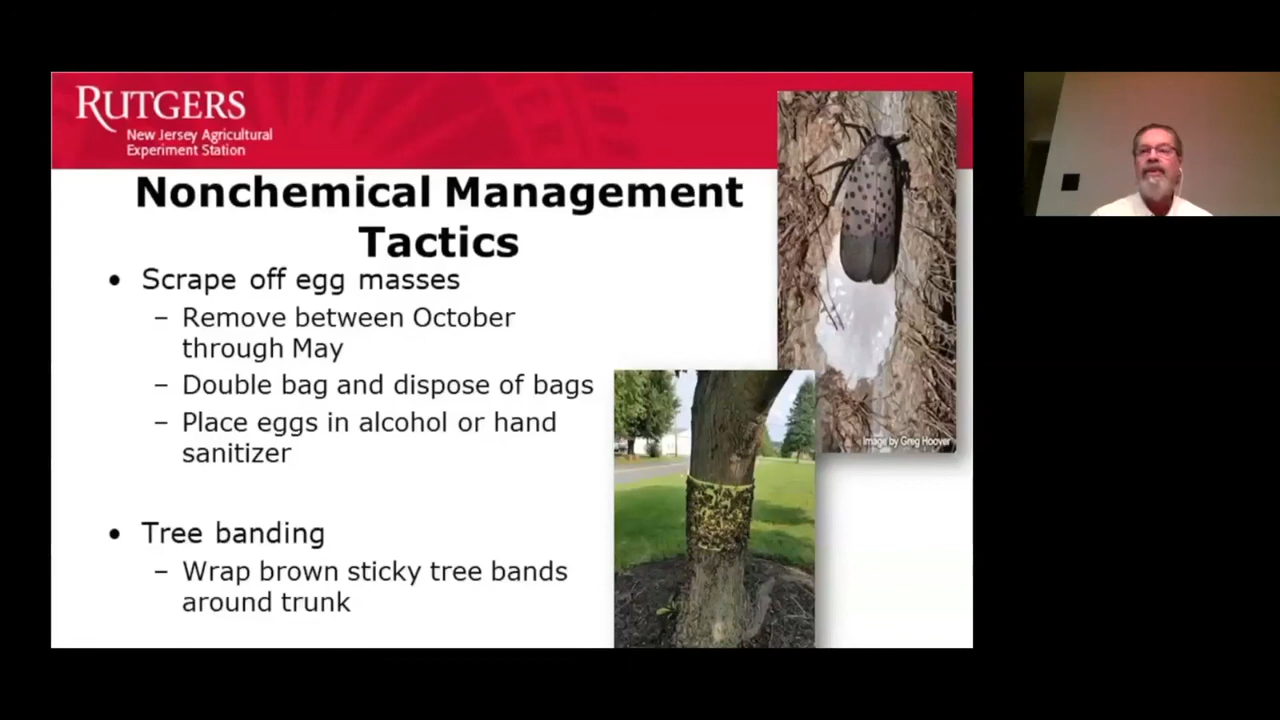 RUTGERS
New Jersey Agricultural
Experiment Station
Nonchemical Management
Tactics
• Scrape off egg masses
– Remove between October
through May
– Double bag and dispose of bags
– Place eggs in alcohol or hand
sanitizer
Image by Greg Hoover
• Tree banding
– Wrap brown sticky tree bands
around trunk